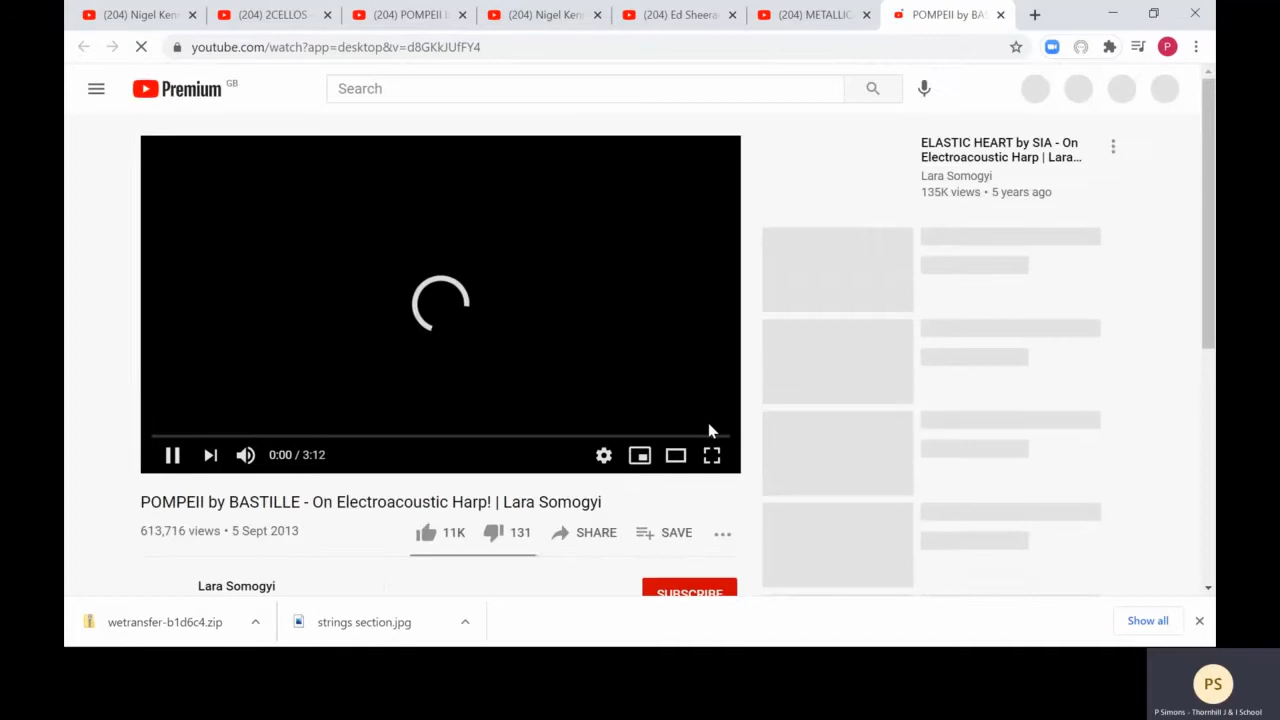 (204) Nigel Kenn
(204) 2CELLOS -
(204) POMPEII b
(204) Nigel Kenn
(204) Ed Sheera
(204) METALLIC
POMPEII by BAS
youtube.com/watch?app=desktop&v=d8GKkJUfFY4
P
Premium GB
Search
0:00 / 3:12
POMPEII by BASTILLE - On Electroacoustic Harp! | Lara Somogyi
613,716 views • 5 Sept 2013
11K
131
SHARE
SAVE
Lara Somogyi
SUBSCRIBE
ELASTIC HEART by SIA - On
Electroacoustic Harp | Lara...
Lara Somogyi
135K views • 5 years ago
wetransfer-b1d6c4.zip
strings section.jpg
Show all
PS
P Simons - Thornhill J & I School